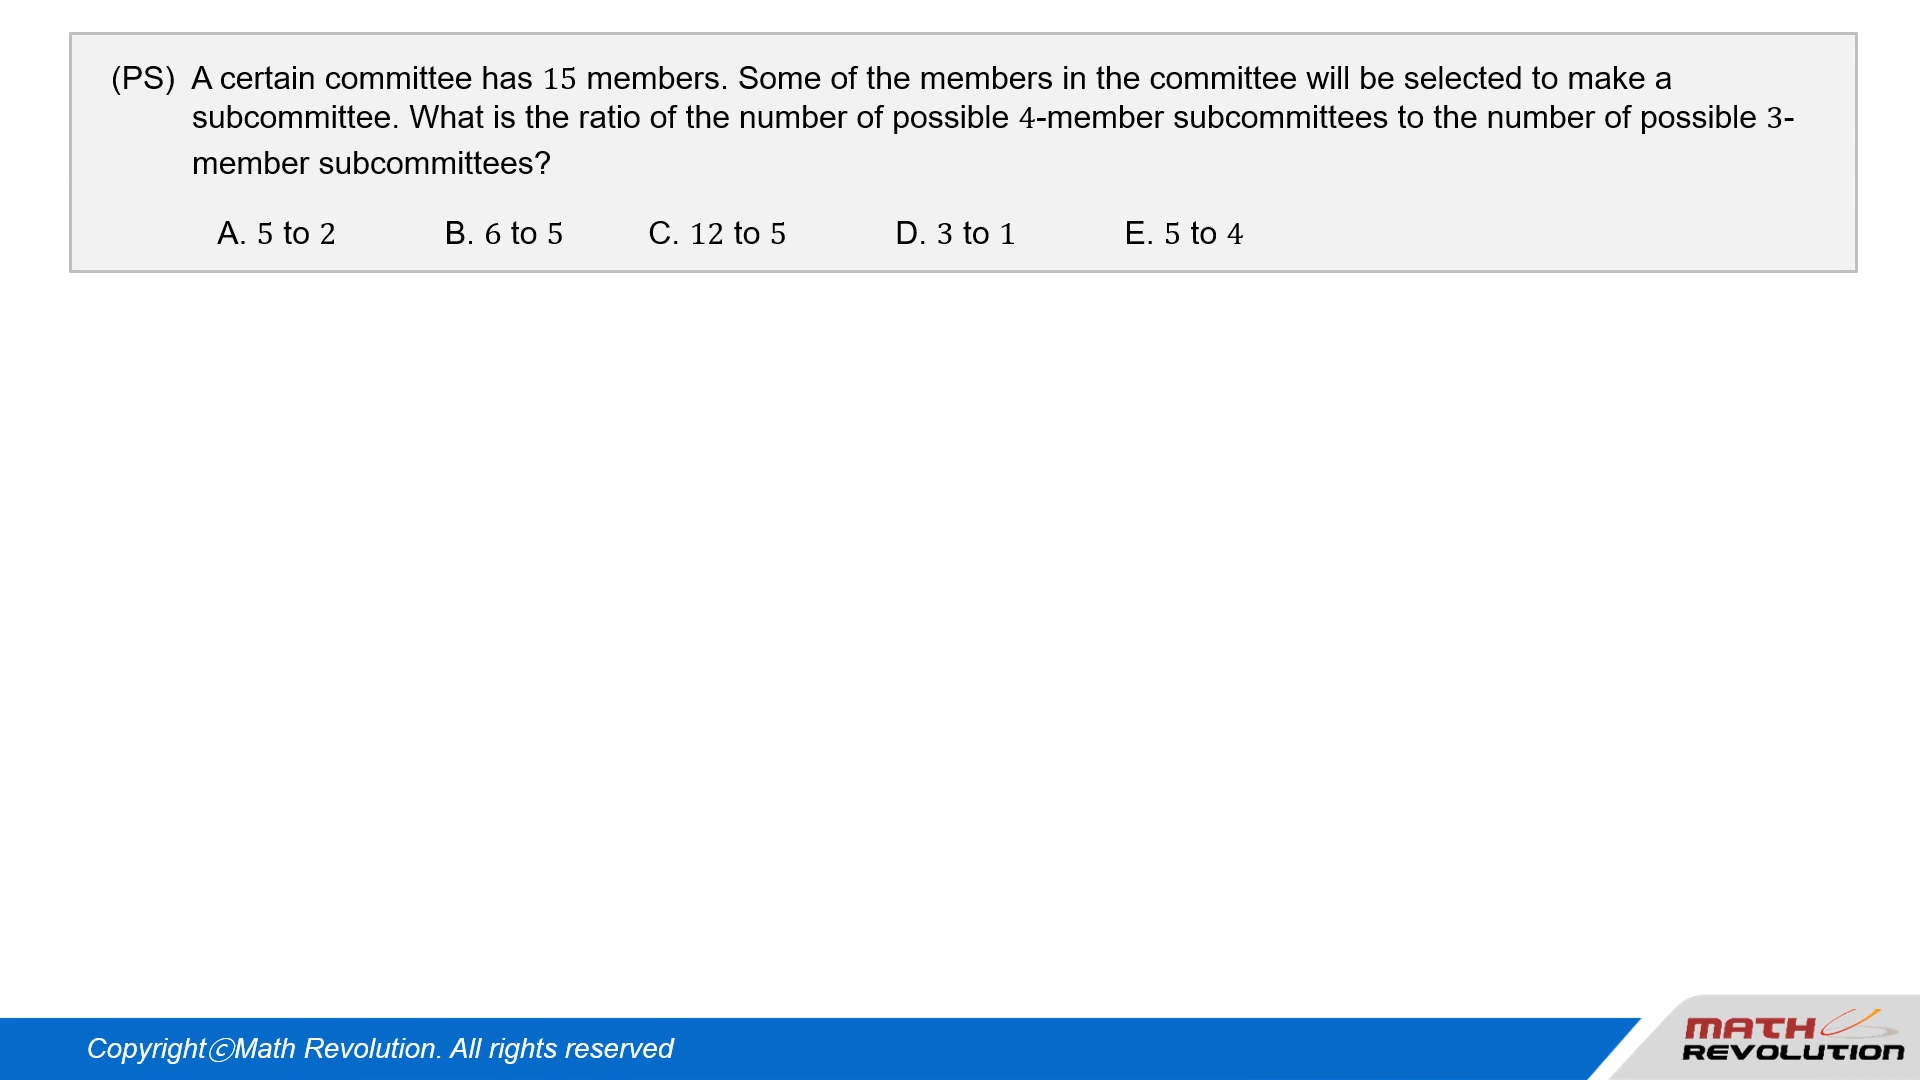 (PS) A certain committee has 15 members. Some of the members in the committee will be selected to make a
subcommittee. What is the ratio of the number of possible 4-member subcommittees to the number of possible 3-
member subcommittees?
A. 5 to 2 B. 6 to 5 C. 12 to 5 D. 3 to 1 E. 5 to 4
CopyrightⓒMath Revolution. All rights reserved
MATH
REVOLUTION